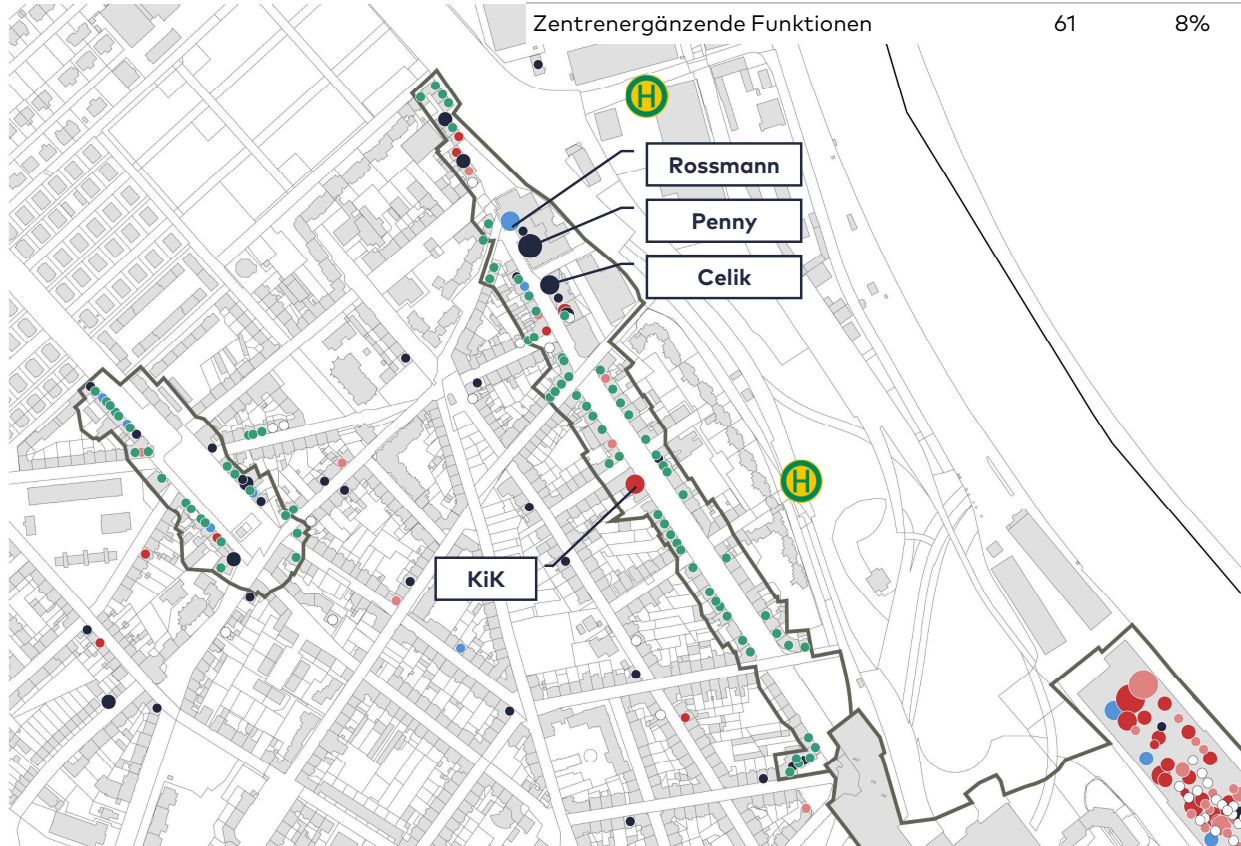 Zentrenergänzende Funktionen 61 8%
H
Rossmann
Penny
Celik
H
KiK